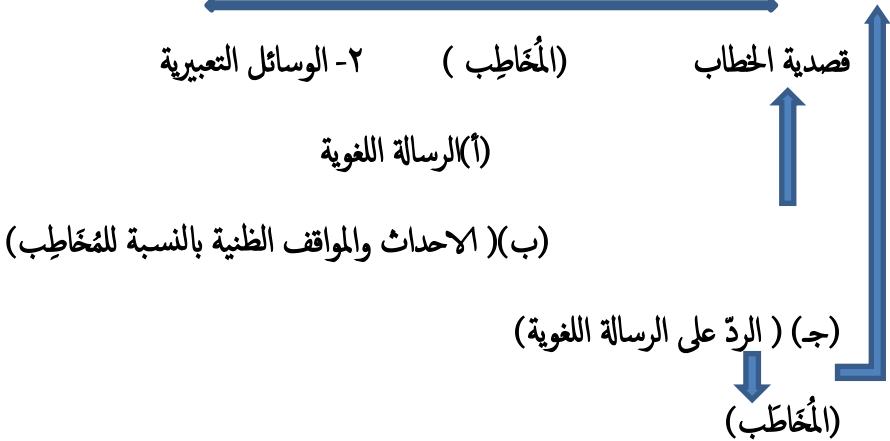 قصدية الخطاب (المُخَاطِب ) ٢- الوسائل التعبيرية
(أ)الرسالة اللغوية
(ب)( الاحداث والمواقف الظنية بالنسبة للمُخَاطِب)
(جـ) ( الردّ على الرسالة اللغوية)
(المُخَاطَب)